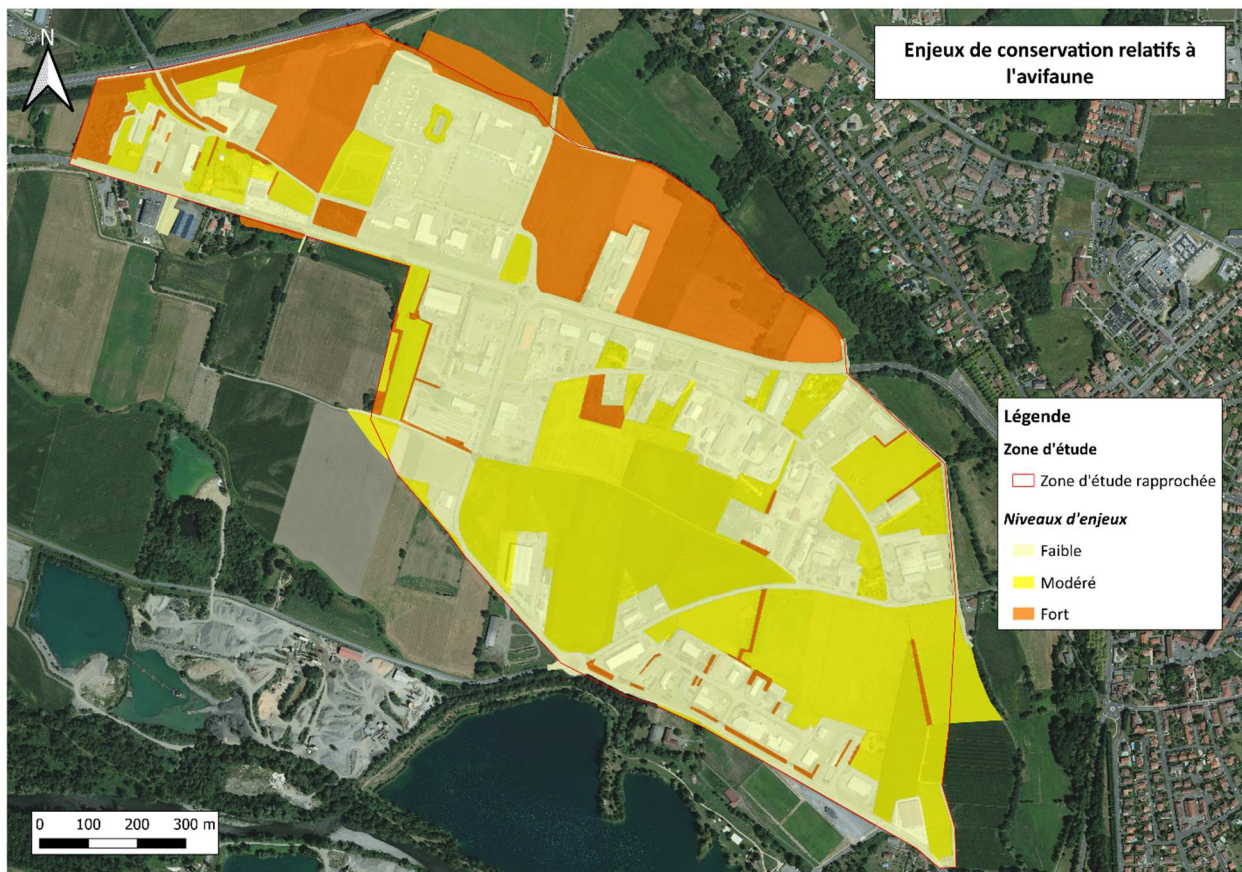 N
Enjeux de conservation relatifs à
l'avifaune
Légende
Zone d'étude
Zone d'étude rapprochée
Niveaux d'enjeux
Faible
Modéré
Fort
0 100 200 300 m